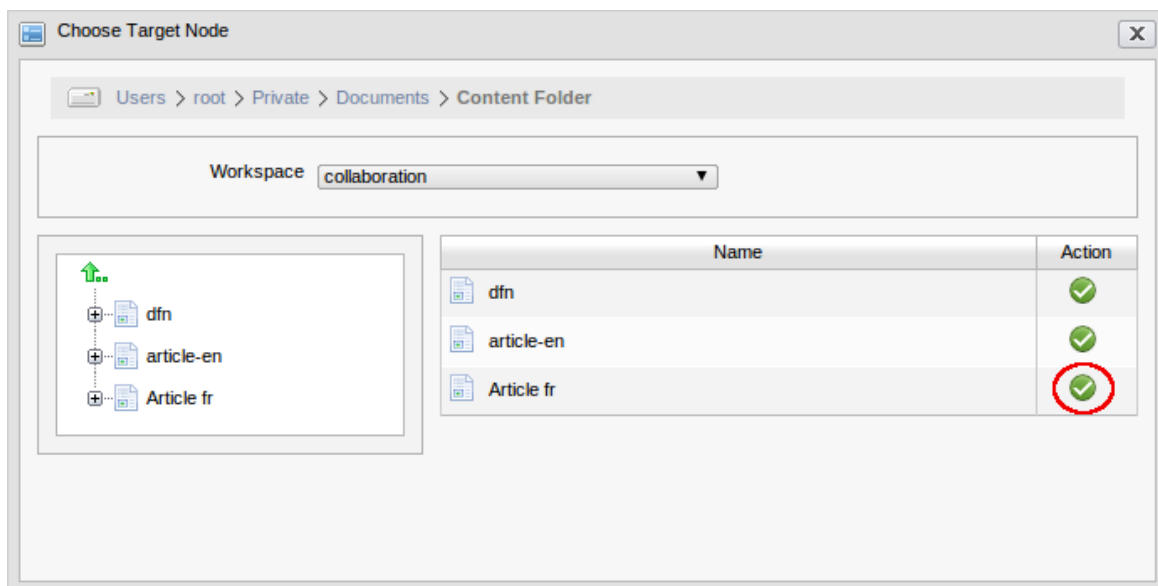 Choose Target Node
X
Users > root > Private > Documents > Content Folder
Workspace collaboration
dfn
article-en
Article fr
Name Action
dfn
article-en
Article fr